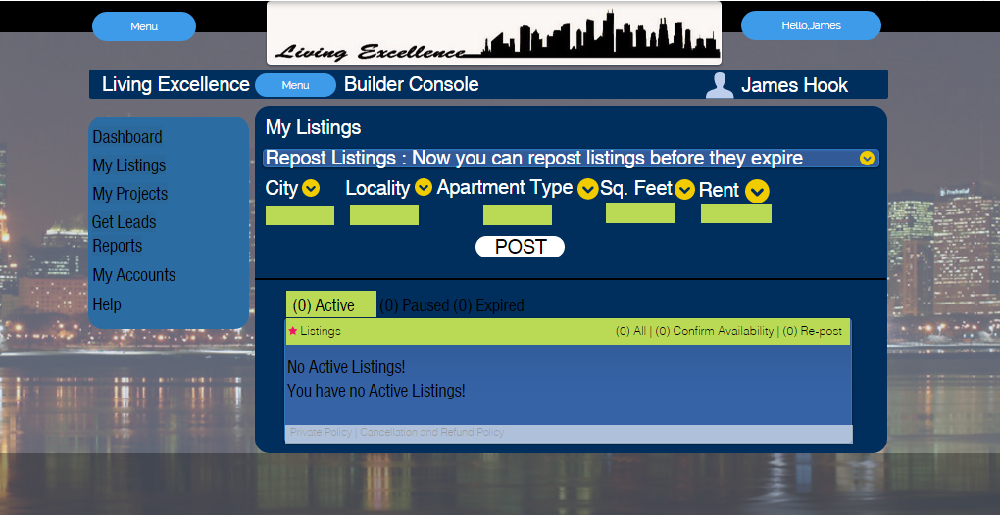 Menu
Living Excellence
Hello,James
Living Excellence Menu Builder Console James Hook
Dashboard
My Listings
My Projects
Get Leads
Reports
My Accounts
Help
My Listings
Repost Listings : Now you can repost listings before they expire
City Locality Apartment Type Sq. Feet Rent
POST
(0) Active (0) Paused (0) Expired
Listings (0) All | (0) Confirm Availability | (0) Re-post
No Active Listings!
You have no Active Listings!
Private Policy | Cancellation and Refund Policy